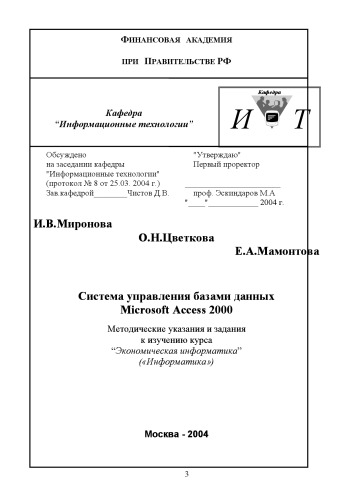 ФИНАНСОВАЯ АКАДЕМИЯ
ПРИ ПРАВИТЕЛЬСТВЕ РФ
Кафедра
“Информационные технологии”
Кафедра
И Т
Обсуждено
на заседании кафедры
"Информационные технологии"
(протокол № 8 от 25.03. 2004 г.)
Зав.кафедрой________Чистов Д.В.
"Утверждаю"
Первый проректор
проф. Эскиндаров М.А
"____"____________ 2004 г.
И.В.Миронова
О.Н.Цветкова
Е.А.Мамонтова
Система управления базами данных
Microsoft Access 2000
Методические указания и задания
к изучению курса
“Экономическая информатика”
(«Информатика»)
Москва - 2004
3